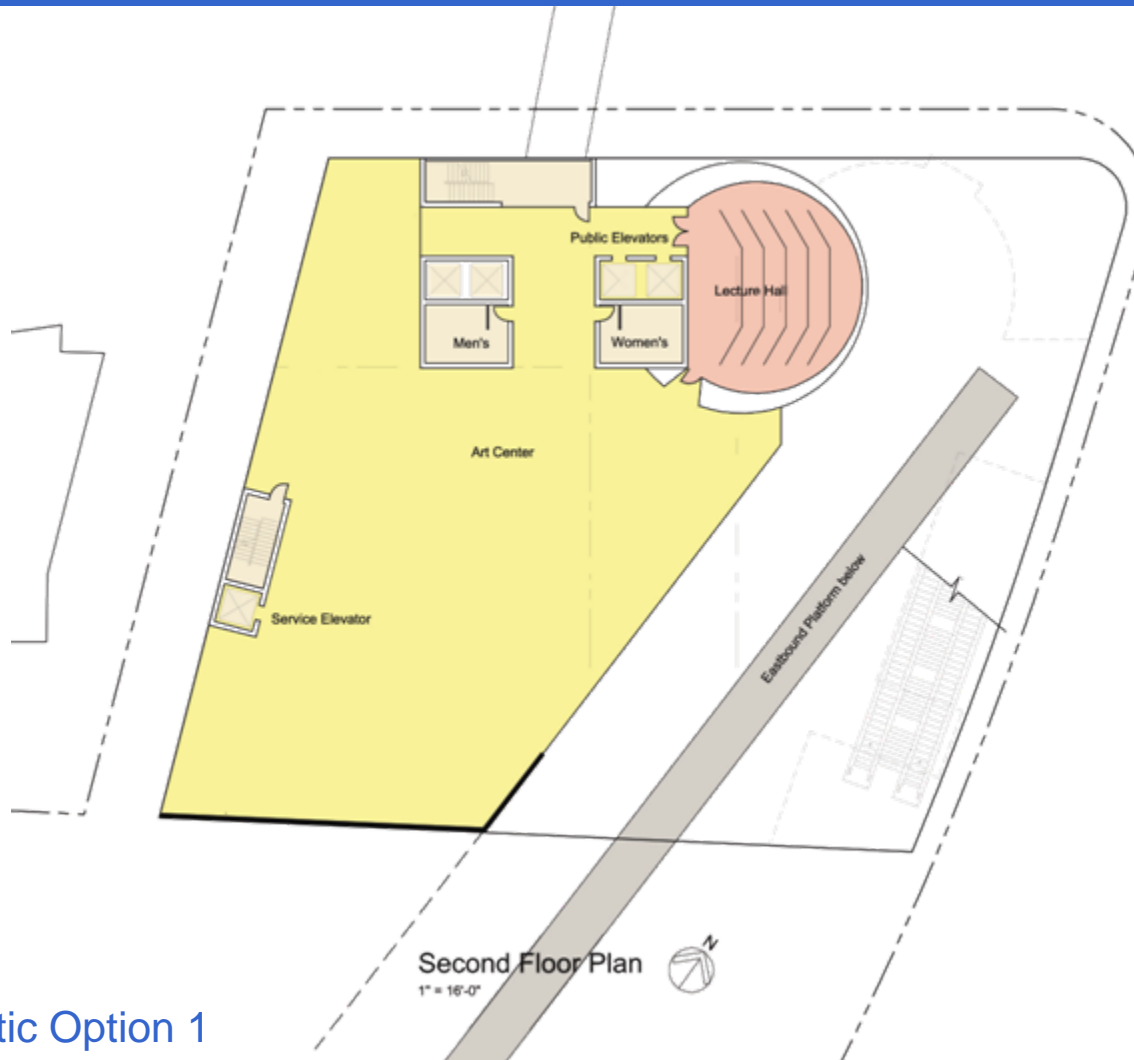 Public Elevators
Lecture Hall
Men's
Women's
Art Center
Service Elevator
Eastbound Platform below
N
Second Floor Plan
1" = 16'-0"
tic Option 1